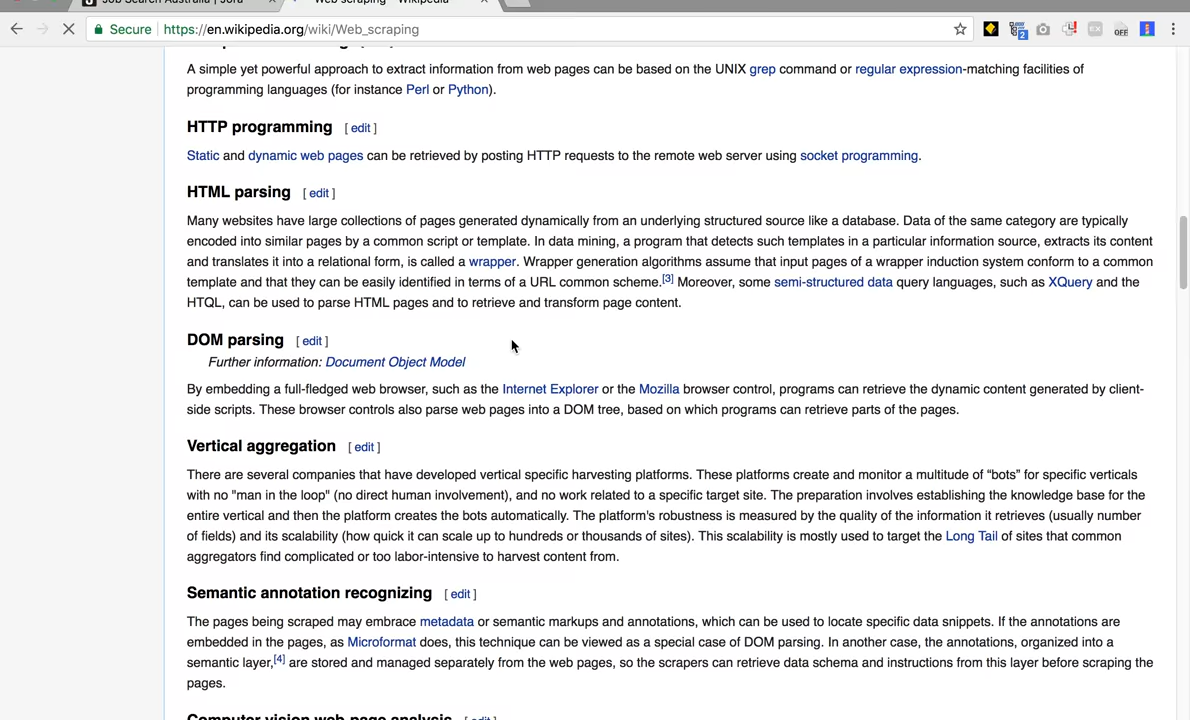 Job Search Australia | Jora
Web scraping - Wikipedia
Secure | https://en.wikipedia.org/wiki/Web_scraping
2
OFF
A simple yet powerful approach to extract information from web pages can be based on the UNIX grep command or regular expression-matching facilities of
programming languages (for instance Perl or Python).
HTTP programming [ edit ]
Static and dynamic web pages can be retrieved by posting HTTP requests to the remote web server using socket programming.
HTML parsing [ edit ]
Many websites have large collections of pages generated dynamically from an underlying structured source like a database. Data of the same category are typically
encoded into similar pages by a common script or template. In data mining, a program that detects such templates in a particular information source, extracts its content
and translates it into a relational form, is called a wrapper. Wrapper generation algorithms assume that input pages of a wrapper induction system conform to a common
template and that they can be easily identified in terms of a URL common scheme.[3] Moreover, some semi-structured data query languages, such as XQuery and the
HTQL, can be used to parse HTML pages and to retrieve and transform page content.
DOM parsing [ edit ]
Further information: Document Object Model
By embedding a full-fledged web browser, such as the Internet Explorer or the Mozilla browser control, programs can retrieve the dynamic content generated by client-
side scripts. These browser controls also parse web pages into a DOM tree, based on which programs can retrieve parts of the pages.
Vertical aggregation [ edit ]
There are several companies that have developed vertical specific harvesting platforms. These platforms create and monitor a multitude of “bots” for specific verticals
with no "man in the loop" (no direct human involvement), and no work related to a specific target site. The preparation involves establishing the knowledge base for the
entire vertical and then the platform creates the bots automatically. The platform's robustness is measured by the quality of the information it retrieves (usually number
of fields) and its scalability (how quick it can scale up to hundreds or thousands of sites). This scalability is mostly used to target the Long Tail of sites that common
aggregators find complicated or too labor-intensive to harvest content from.
Semantic annotation recognizing [ edit ]
The pages being scraped may embrace metadata or semantic markups and annotations, which can be used to locate specific data snippets. If the annotations are
embedded in the pages, as Microformat does, this technique can be viewed as a special case of DOM parsing. In another case, the annotations, organized into a
semantic layer,[4] are stored and managed separately from the web pages, so the scrapers can retrieve data schema and instructions from this layer before scraping the
pages.
Computer vision web-page analysis [ edit ]